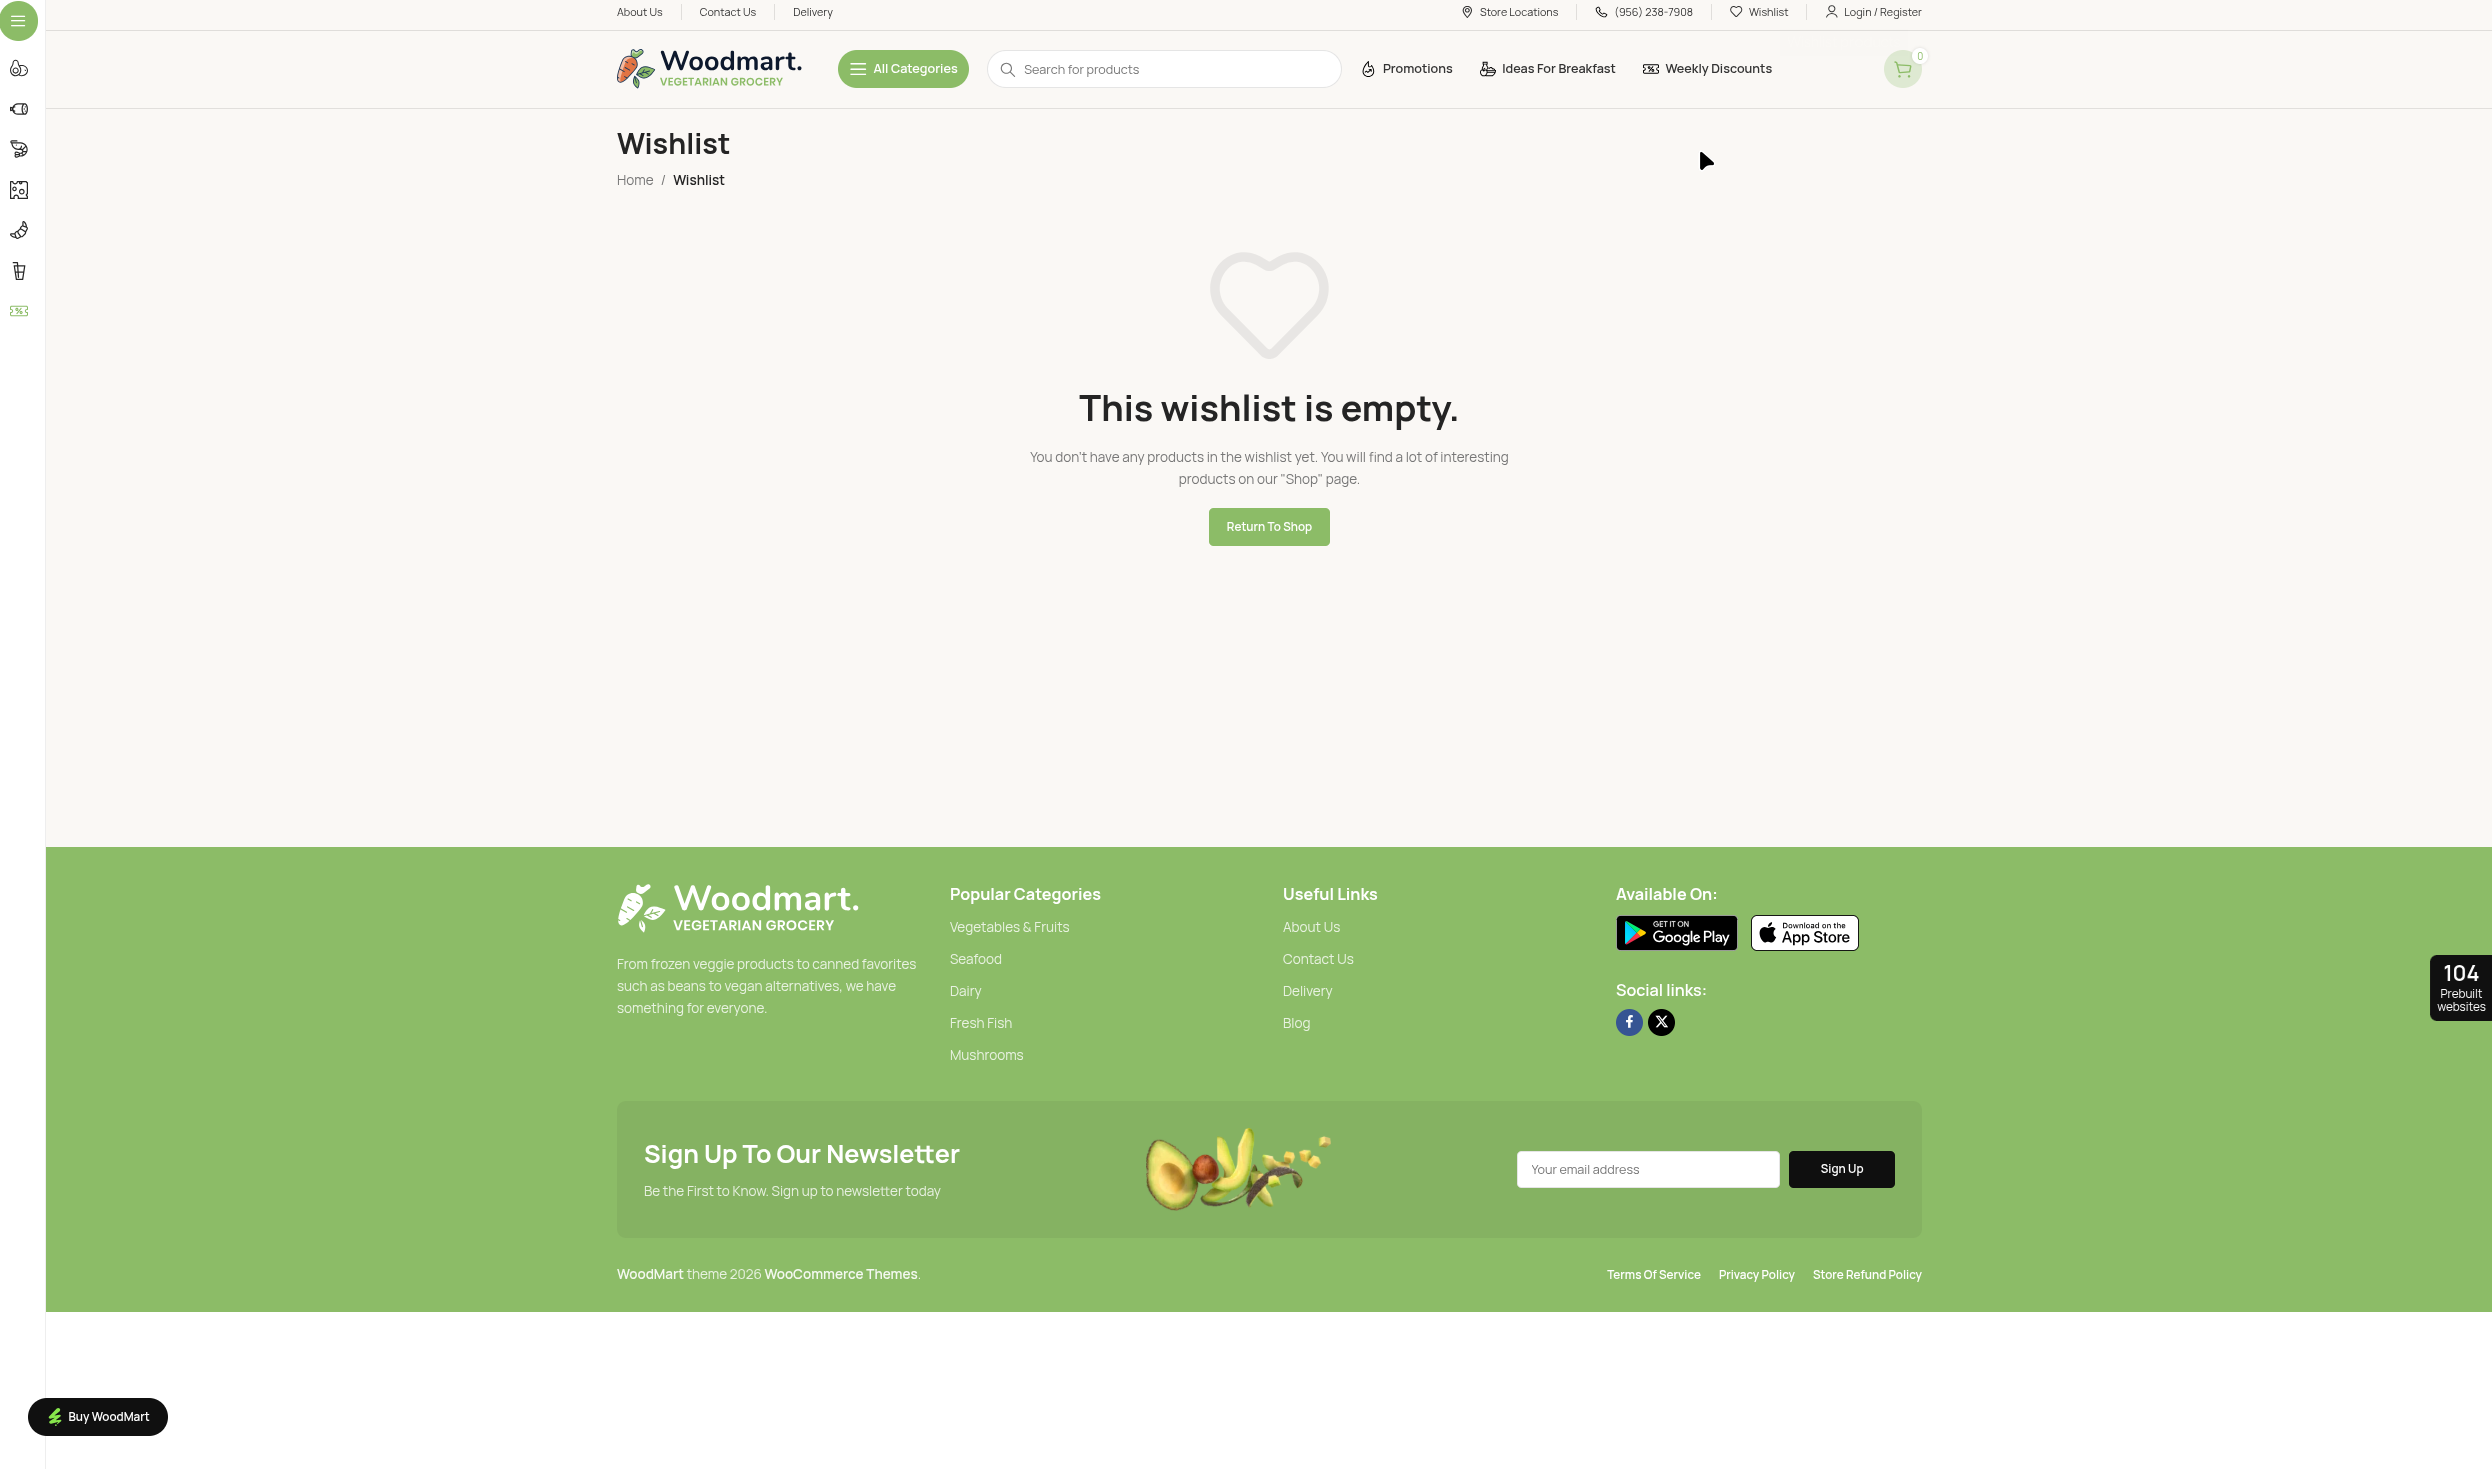 About Us
Contact Us
Delivery
Store Locations
(956) 238-7908
Wishlist
Login / Register
Woodmart.
VEGETARIAN GROCERY
All Categories
Search for products
Promotions
Ideas For Breakfast
Weekly Discounts
0
Wishlist
Home / Wishlist
This wishlist is empty.
You don't have any products in the wishlist yet. You will find a lot of interesting
products on our "Shop" page.
Return To Shop
Woodmart.
VEGETARIAN GROCERY
From frozen veggie products to canned favorites
such as beans to vegan alternatives, we have
something for everyone.
Popular Categories
Vegetables & Fruits
Seafood
Dairy
Fresh Fish
Mushrooms
Useful Links
About Us
Contact Us
Delivery
Blog
Available On:
GET IT ON
Google Play
Download on the
App Store
Social links:
104
Prebuilt
websites
Sign Up To Our Newsletter
Be the First to Know. Sign up to newsletter today
Your email address
Sign Up
WoodMart theme 2026 WooCommerce Themes.
Terms Of Service
Privacy Policy
Store Refund Policy
Buy WoodMart